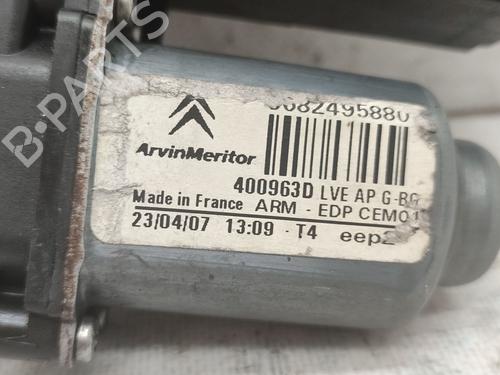 9682495880
ArvinMeritor
400963D LVE AP G-BG
Made in France ARM - EDP CEM01
23/04/07 13:09 - T4 eep2
B-PARTS